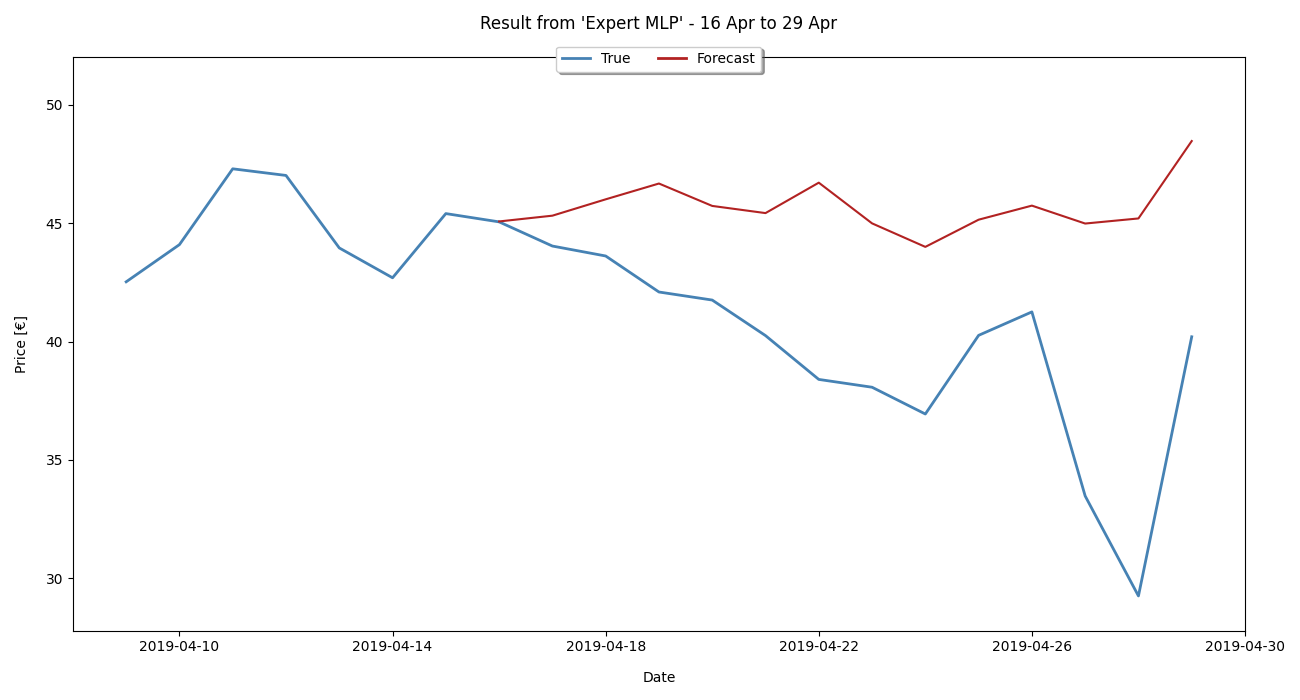 Result from 'Expert MLP' - 16 Apr to 29 Apr
True Forecast
Price [€]
50
45
40
35
30
2019-04-10 2019-04-14 2019-04-18 2019-04-22 2019-04-26 2019-04-30
Date